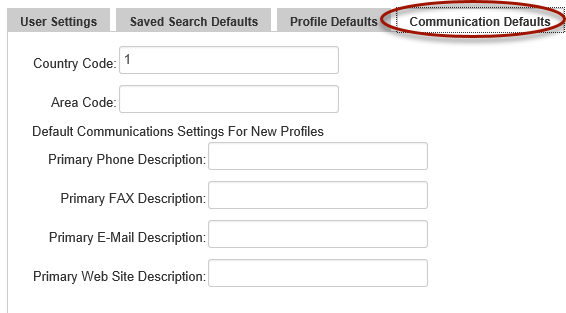 User Settings Saved Search Defaults Profile Defaults Communication Defaults
Country Code: 1
Area Code:
Default Communications Settings For New Profiles
Primary Phone Description:
Primary FAX Description:
Primary E-Mail Description:
Primary Web Site Description: